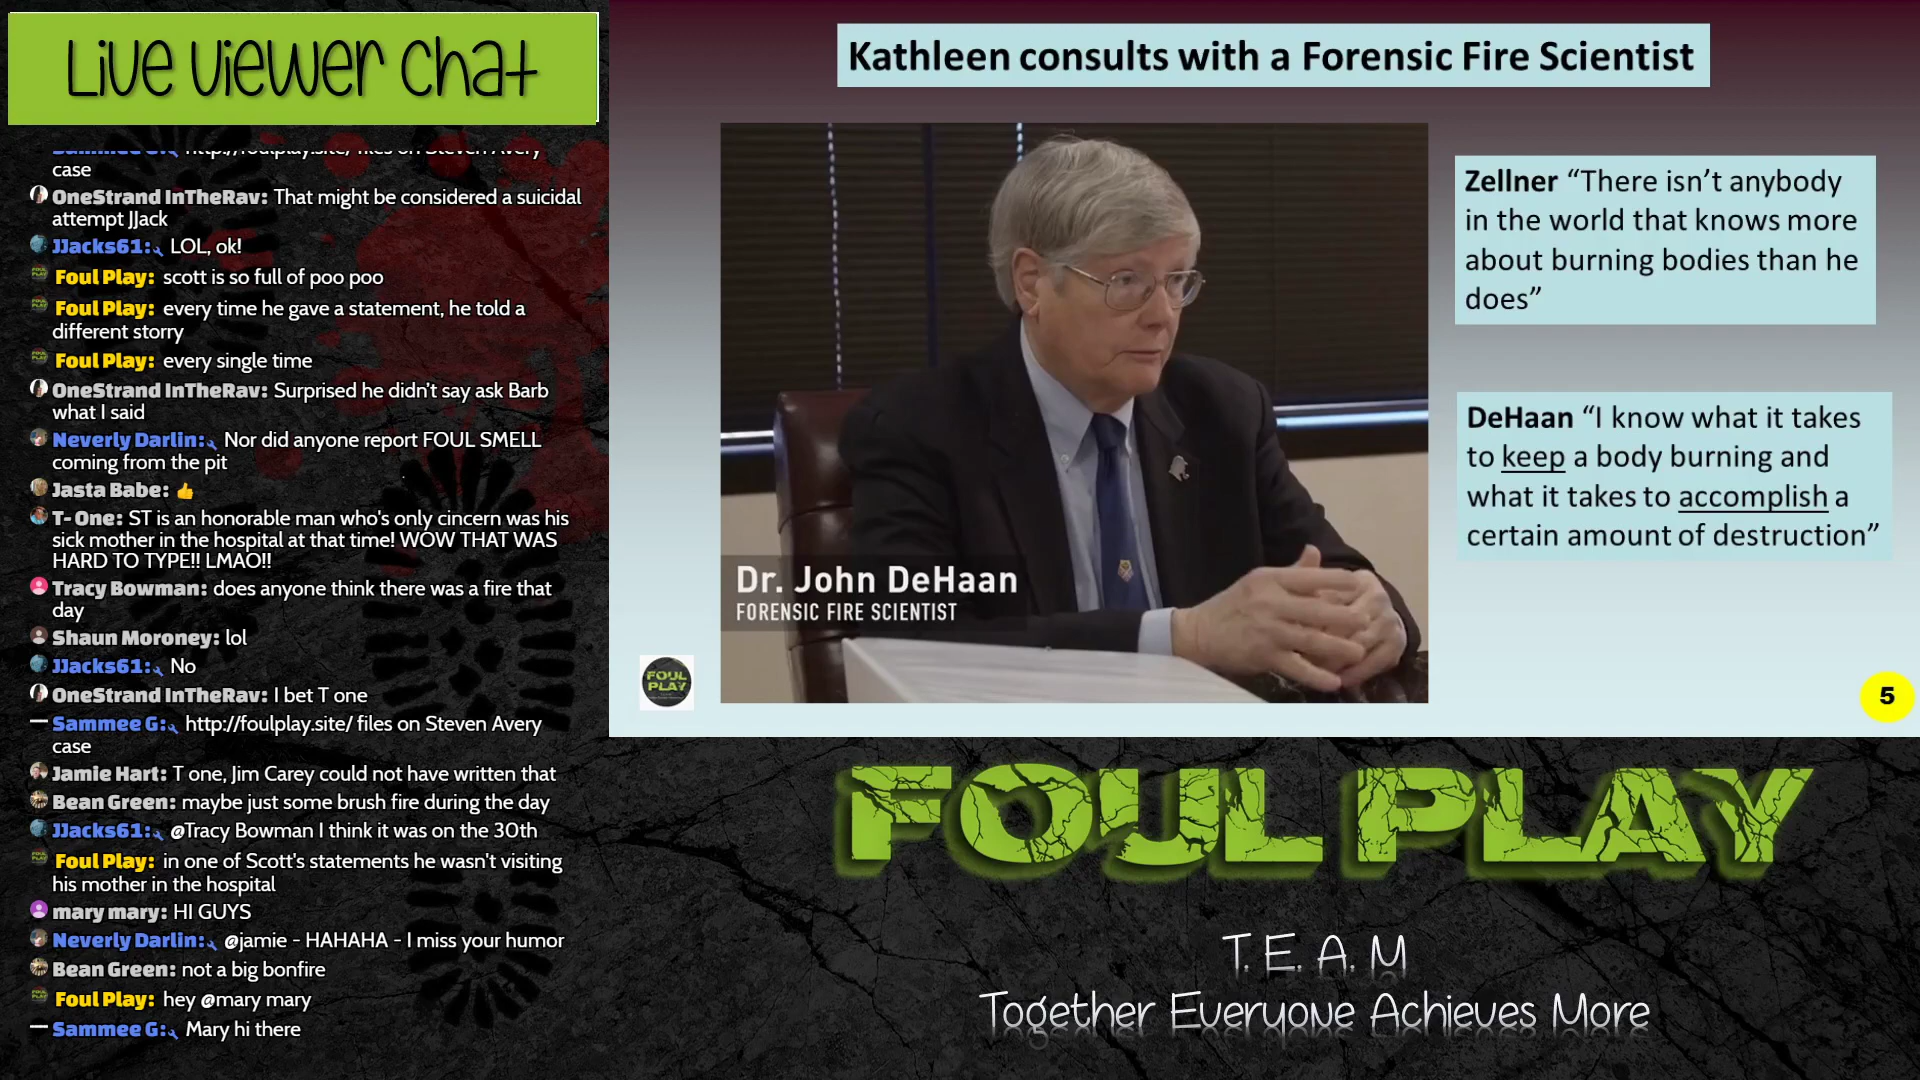 Live viewer chat
Sammee G: http://foulplay.site/ files on Steven Avery
case
OneStrand InTheRav: That might be considered a suicidal
attempt JJack
JJacks61: LOL, ok!
Foul Play: scott is so full of poo poo
Foul Play: every time he gave a statement, he told a
different storry
Foul Play: every single time
OneStrand InTheRav: Surprised he didn't say ask Barb
what I said
Neverly Darlin: Nor did anyone report FOUL SMELL
coming from the pit
Jasta Babe: 👍
T- One: ST is an honorable man who's only cincern was his
sick mother in the hospital at that time! WOW THAT WAS
HARD TO TYPE!! LMAO!!
Tracy Bowman: does anyone think there was a fire that
day
Shaun Moroney: lol
JJacks61: No
OneStrand InTheRav: I bet T one
Sammee G: http://foulplay.site/ files on Steven Avery
case
Jamie Hart: T one, Jim Carey could not have written that
Bean Green: maybe just some brush fire during the day
JJacks61: @Tracy Bowman I think it was on the 30th
Foul Play: in one of Scott's statements he wasn't visiting
his mother in the hospital
mary mary: HI GUYS
Neverly Darlin: @jamie - HAHAHA - I miss your humor
Bean Green: not a big bonfire
Foul Play: hey @mary mary
Sammee G: Mary hi there
Kathleen consults with a Forensic Fire Scientist
Zellner “There isn’t anybody
in the world that knows more
about burning bodies than he
does”
DeHaan “I know what it takes
to keep a body burning and
what it takes to accomplish a
certain amount of destruction”
Dr. John DeHaan
FORENSIC FIRE SCIENTIST
FOUL
PLAY
5
FOUL PLAY
T. E. A. M
Together Everyone Achieves More